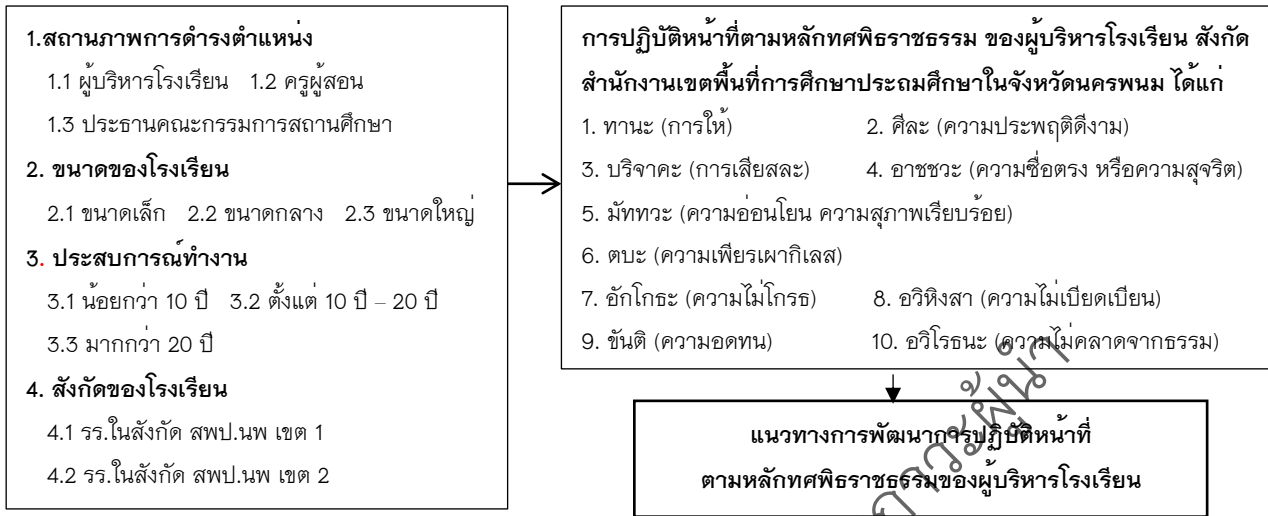 1.สถานภาพการดำรงตำแหน่ง
1.1 ผู้บริหารโรงเรียน 1.2 ครูผู้สอน
1.3 ประธานคณะกรรมการสถานศึกษา
2. ขนาดของโรงเรียน
2.1 ขนาดเล็ก 2.2 ขนาดกลาง 2.3 ขนาดใหญ่
3. ประสบการณ์ทำงาน
3.1 น้อยกว่า 10 ปี 3.2 ตั้งแต่ 10 ปี – 20 ปี
3.3 มากกว่า 20 ปี
4. สังกัดของโรงเรียน
4.1 รร.ในสังกัด สพป.นพ เขต 1
4.2 รร.ในสังกัด สพป.นพ เขต 2
การปฏิบัติหน้าที่ตามหลักทศพิธราชธรรม ของผู้บริหารโรงเรียน สังกัด
สำนักงานเขตพื้นที่การศึกษาประถมศึกษาในจังหวัดนครพนม ได้แก่
1. ทานะ (การให้) 2. ศีละ (ความประพฤติดีงาม)
3. บริจาคะ (การเสียสละ) 4. อาชชวะ (ความซื่อตรง หรือความสุจริต)
5. มัททวะ (ความอ่อนโยน ความสุภาพเรียบร้อย)
6. ตบะ (ความเพียรเผากิเลส)
7. อักโกธะ (ความไม่โกรธ) 8. อวิหิงสา (ความไม่เบียดเบียน)
9. ขันติ (ความอดทน) 10. อวิโรธนะ (ความไม่คลาดจากธรรม)
แนวทางการพัฒนาการปฏิบัติหน้าที่
ตามหลักทศพิธราชธรรมของผู้บริหารโรงเรียน
ภาวะผู้นำ